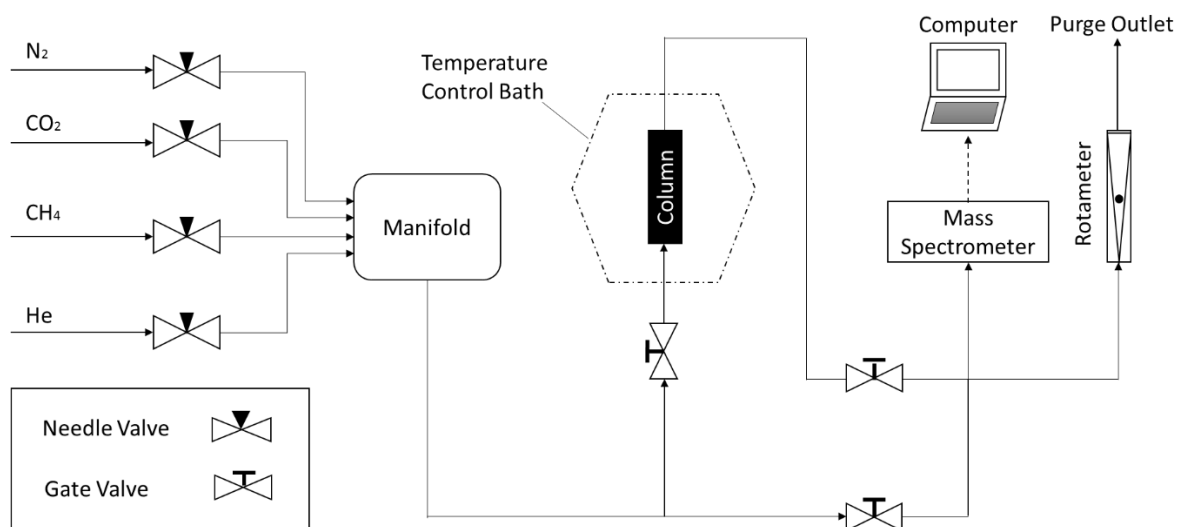 N₂
CO₂
CH₄
He
Manifold
Temperature
Control Bath
Column
Computer
Purge Outlet
Mass
Spectrometer
Rotameter
Needle Valve
Gate Valve